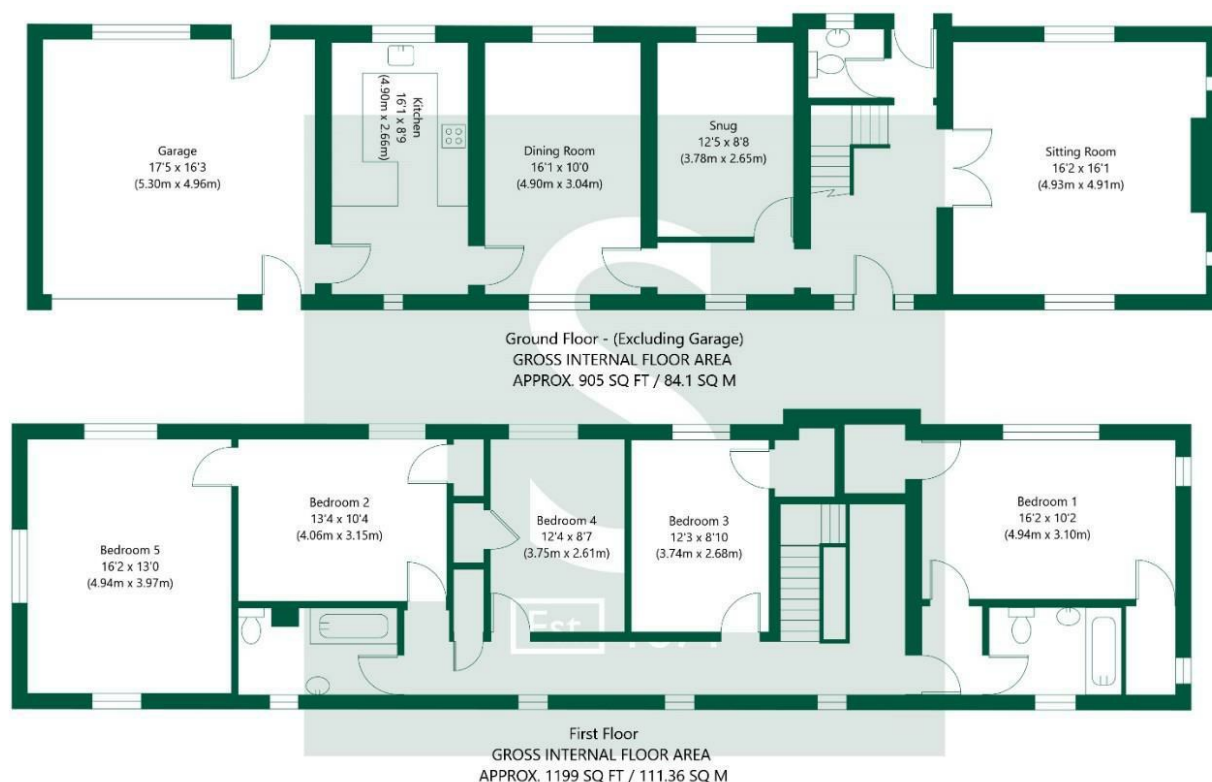 Garage
17'5 x 16'3
(5.30m x 4.96m)
Kitchen
16'1 x 8'9
(4.90m x 2.66m)
Dining Room
16'1 x 10'0
(4.90m x 3.04m)
Snug
12'5 x 8'8
(3.78m x 2.65m)
Sitting Room
16'2 x 16'1
(4.93m x 4.91m)
Ground Floor - (Excluding Garage)
GROSS INTERNAL FLOOR AREA
APPROX. 905 SQ FT / 84.1 SQ M
Bedroom 5
16'2 x 13'0
(4.94m x 3.97m)
Bedroom 2
13'4 x 10'4
(4.06m x 3.15m)
Bedroom 4
12'4 x 8'7
(3.75m x 2.61m)
Bedroom 3
12'3 x 8'10
(3.74m x 2.68m)
Bedroom 1
16'2 x 10'2
(4.94m x 3.10m)
S
Est
First Floor
GROSS INTERNAL FLOOR AREA
APPROX. 1199 SQ FT / 111.36 SQ M